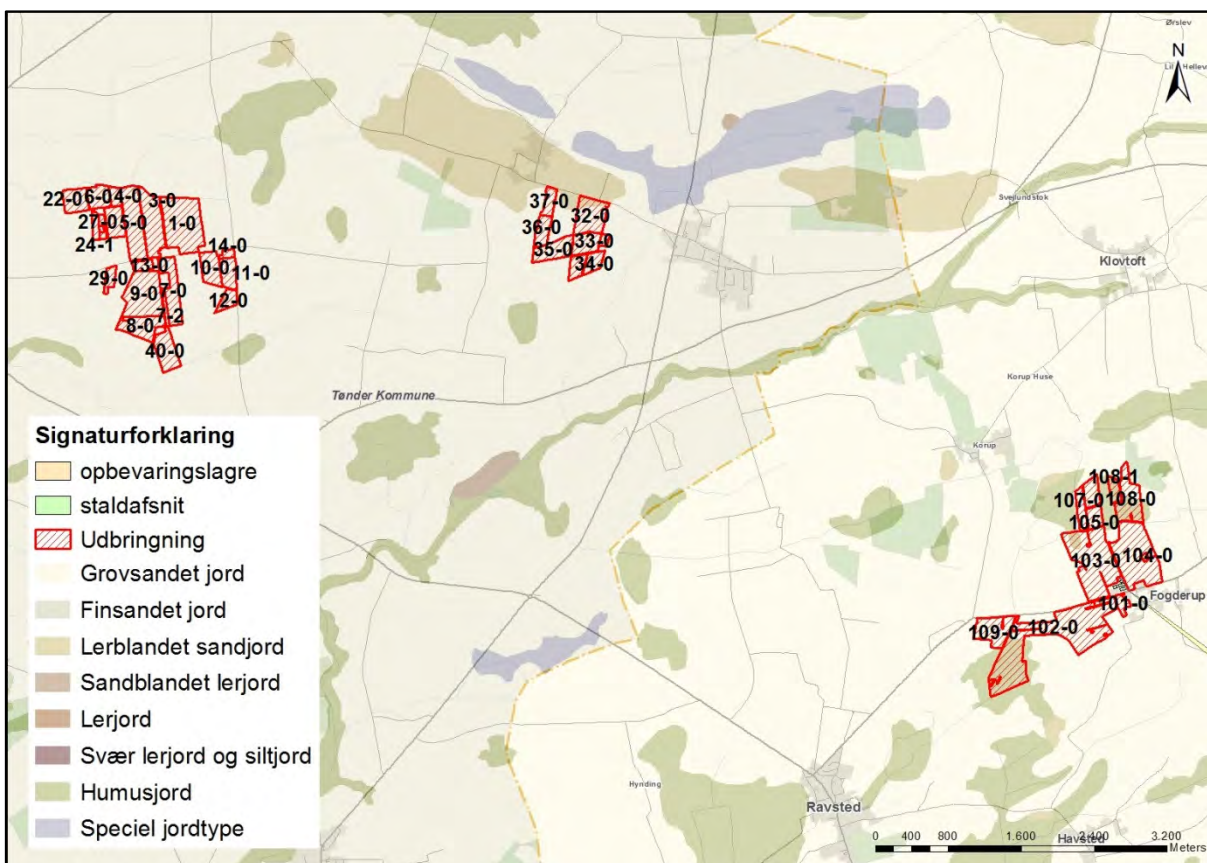 Ørslev
N
Lil Hellev
22-0 6-0 4-0 3-0
27-0 5-0 1-0
24-1 14-0
13-0 10-0 11-0
29-0
9-0 7-0 12-0
7-2
8-0
40-0
37-0
32-0
36-0
33-0
35-0
34-0
Svejlundstok
Kløvtoft
Korup Huse
Tønder Kommune
Korup
Signaturforklaring
opbevaringslagre
staldafsnit
Udbringning
Grovsandet jord
Finsandet jord
Lerblandet sandjord
Sandblandet lerjord
Lerjord
Svær lerjord og siltjord
Humusjord
Speciel jordtype
108-1
107-0 108-0
105-0
103-0 104-0
101-0
Fogderup
109-0 102-0
Hynding
Ravsted
Havsted
0 400 800 1.600 2.400 3.200
Meters